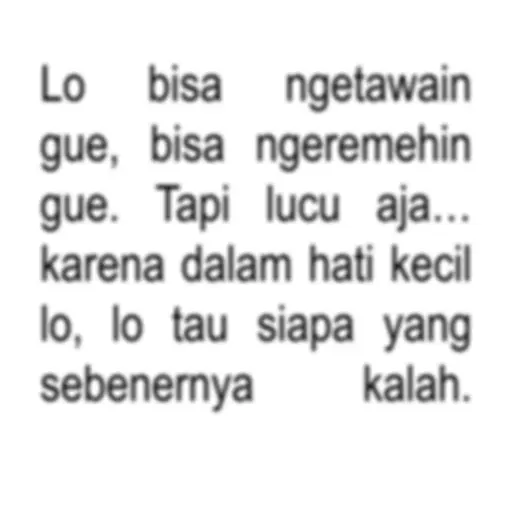 Lo bisa ngetawain
gue, bisa ngeremehin
gue. Tapi lucu aja...
karena dalam hati kecil
lo, lo tau siapa yang
sebenernya kalah.